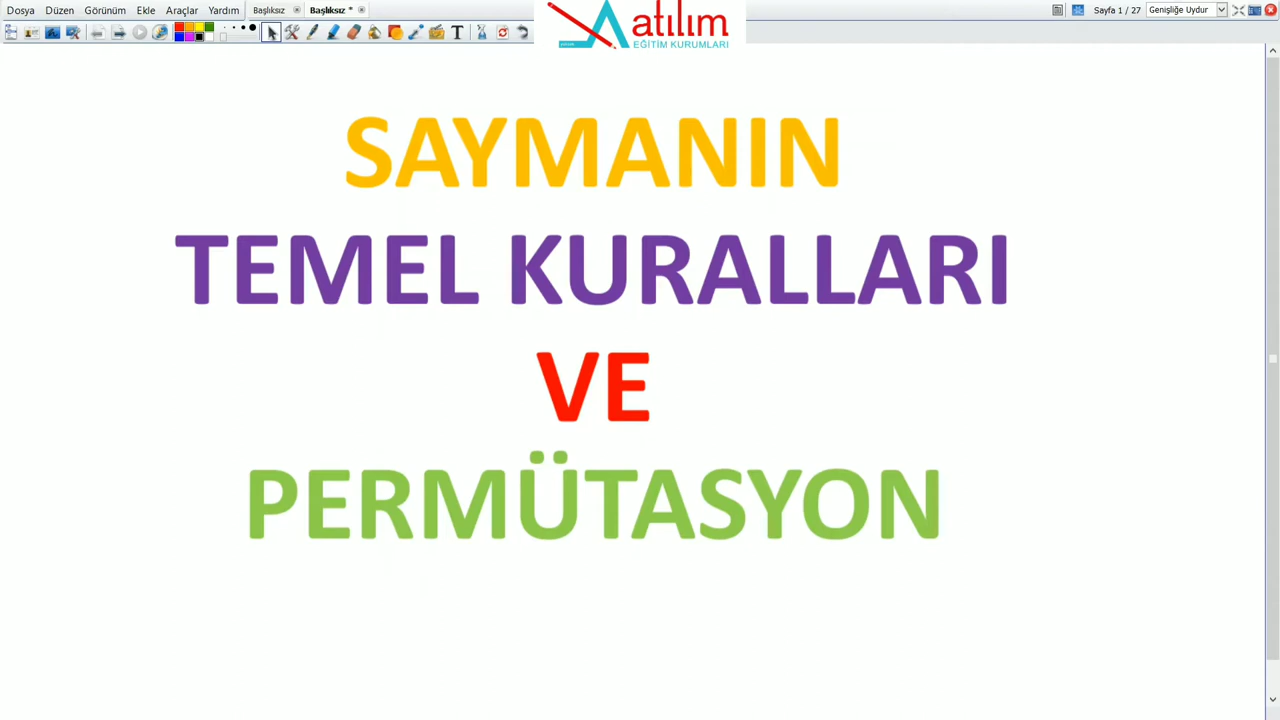 Dosya Düzen Görünüm Ekle Araçlar Yardım Başlıksız Başlıksız * Sayfa 1 / 27 Genişliğe Uydur
atılım
EĞİTİM KURUMLARI
SAYMANIN
TEMEL KURALLARI
VE
PERMÜTASYON